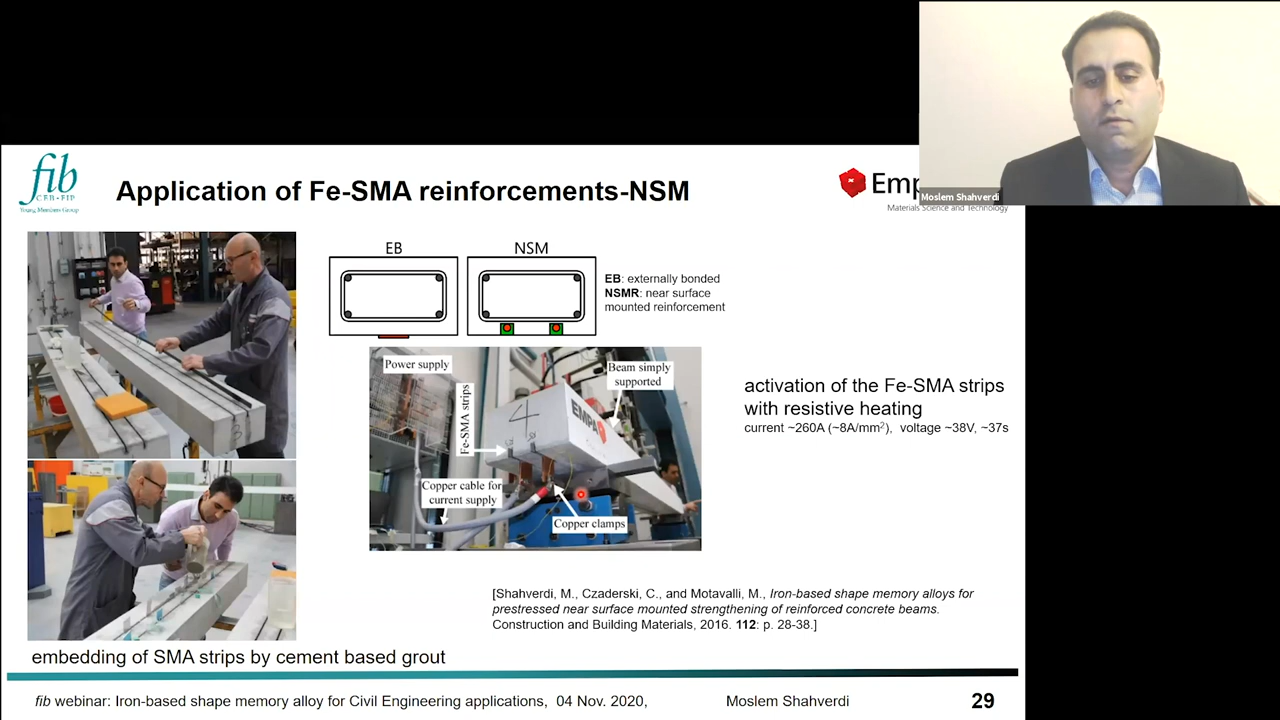 fib
CEB-FIP
Young Members Group
Application of Fe-SMA reinforcements-NSM
Emp
Materials Science and Technology
Moslem Shahverdi
EB
NSM
EB: externally bonded
NSMR: near surface
mounted reinforcement
Power supply
Beam simply
supported
Fe-SMA strips
4
EMPA
Copper cable for
current supply
Copper clamps
3
activation of the Fe-SMA strips
with resistive heating
current ~260A (~8A/mm²), voltage ~38V, ~37s
[Shahverdi, M., Czaderski, C., and Motavalli, M., Iron-based shape memory alloys for
prestressed near surface mounted strengthening of reinforced concrete beams.
Construction and Building Materials, 2016. 112: p. 28-38.]
embedding of SMA strips by cement based grout
fib webinar: Iron-based shape memory alloy for Civil Engineering applications, 04 Nov. 2020,
Moslem Shahverdi
29